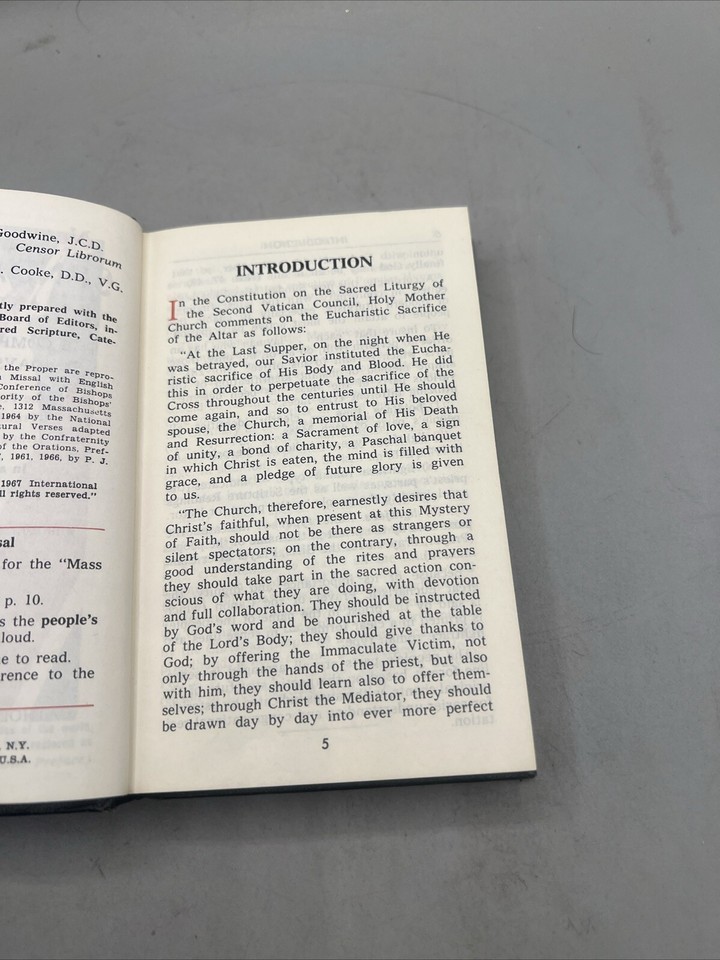 Goodwine, J.C.D.
Censor Librorum
. Cooke, D.D., V.G.
tly prepared with the
Board of Editors, in-
red Scripture, Cate-
the Proper are repro-
Missal with English
Conference of Bishops
ority of the Bishops'
e, 1312 Massachusetts
1964 by the National
tural Verses adapted
by the Confraternity
of the Orations, Pref-
, 1961, 1966, by P. J.
1967 International
ll rights reserved."
sal
for the "Mass
p. 10.
s the people's
loud.
e to read.
rence to the
N.Y.
U.S.A.
INTRODUCTION
In the Constitution on the Sacred Liturgy of
the Second Vatican Council, Holy Mother
Church comments on the Eucharistic Sacrifice
of the Altar as follows:
"At the Last Supper, on the night when He
was betrayed, our Savior instituted the Eucha-
ristic sacrifice of His Body and Blood. He did
this in order to perpetuate the sacrifice of the
Cross throughout the centuries until He should
come again, and so to entrust to His beloved
spouse, the Church, a memorial of His Death
and Resurrection: a Sacrament of love, a sign
of unity, a bond of charity, a Paschal banquet
in which Christ is eaten, the mind is filled with
grace, and a pledge of future glory is given
to us.
"The Church, therefore, earnestly desires that
Christ's faithful, when present at this Mystery
of Faith, should not be there as strangers or
silent spectators; on the contrary, through a
good understanding of the rites and prayers
they should take part in the sacred action con-
scious of what they are doing, with devotion
and full collaboration. They should be instructed
by God's word and be nourished at the table
of the Lord's Body; they should give thanks to
God; by offering the Immaculate Victim, not
only through the hands of the priest, but also
with him, they should learn also to offer them-
selves; through Christ the Mediator, they should
be drawn day by day into ever more perfect
5